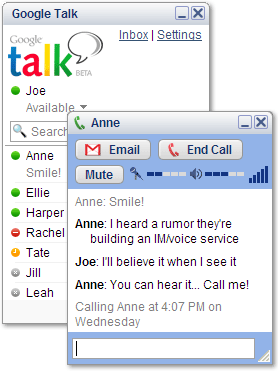 Google Talk
Inbox | Settings
Google
talk
BETA
Joe
Available
Search
Anne
Smile!
Ellie
Harper
Rachel
Tate
Jill
Leah
Anne
Email
End Call
Mute
Anne: Smile!
Anne: I heard a rumor they're
building an IM/voice service
Joe: I'll believe it when I see it
Anne: You can hear it... Call me!
Calling Anne at 4:07 PM on
Wednesday